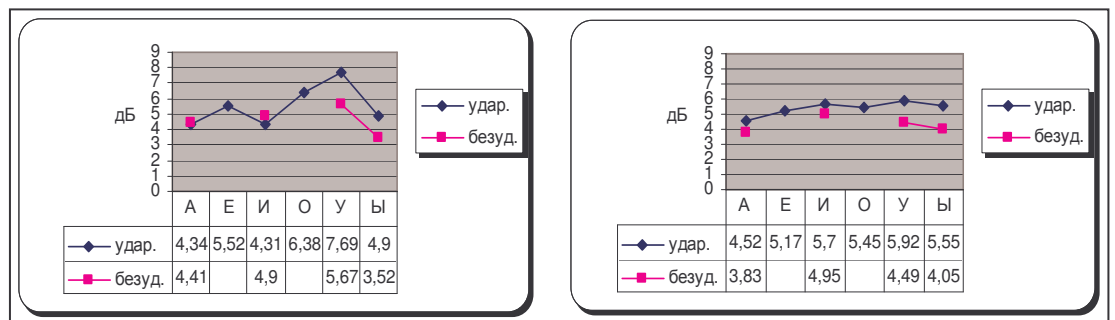 9
8
7
6
5
4
3
2
1
0
дБ
удар.
безуд.
А Е И О У Ы
удар. 4,34 5,52 4,31 6,38 7,69 4,9
безуд. 4,41 4,9 5,67 3,52
9
8
7
6
5
4
3
2
1
0
дБ
удар.
безуд.
А Е И О У Ы
удар. 4,52 5,17 5,7 5,45 5,92 5,55
безуд. 3,83 4,95 4,49 4,05